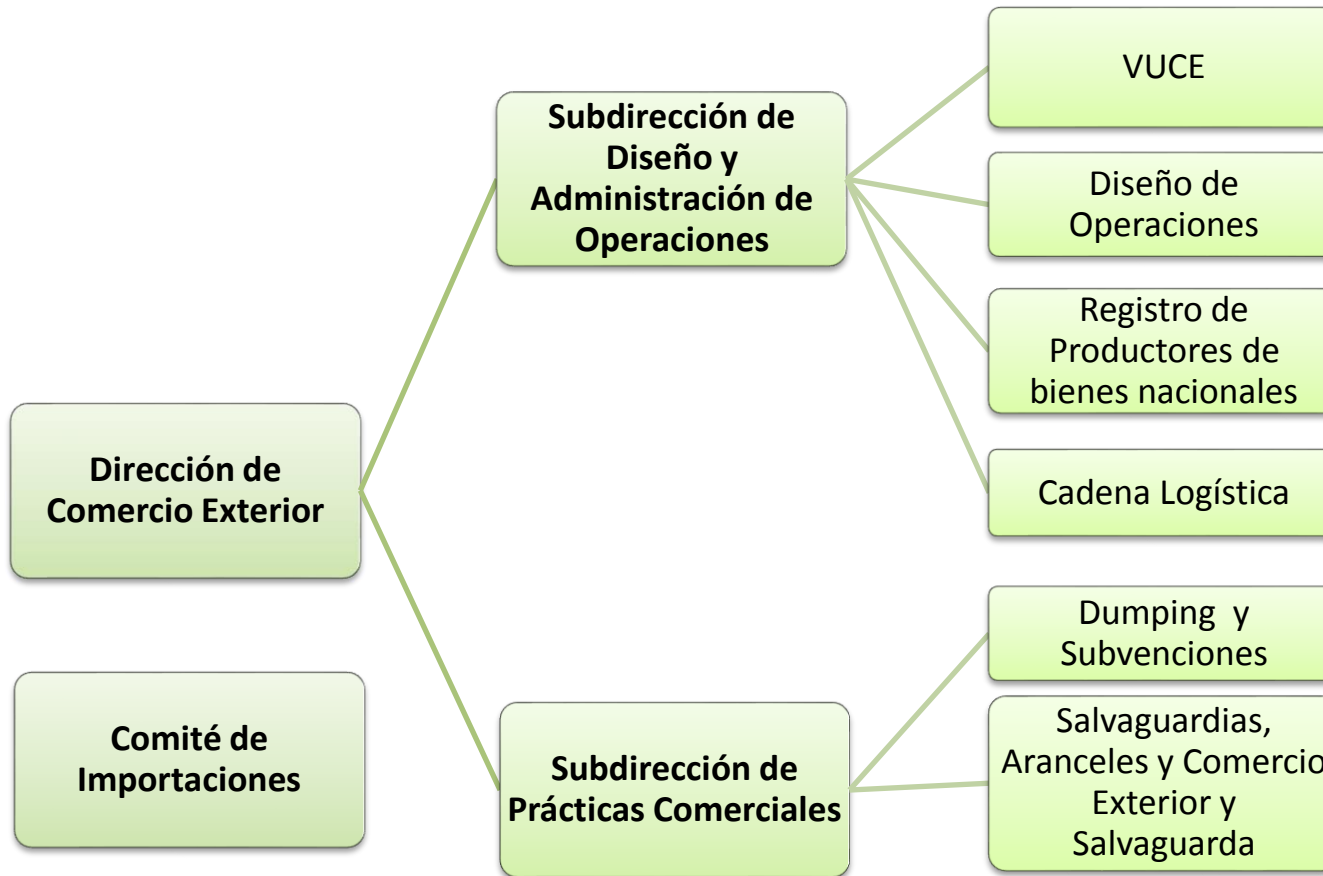 Dirección de
Comercio Exterior
Comité de
Importaciones
Subdirección de
Diseño y
Administración de
Operaciones
Subdirección de
Prácticas Comerciales
VUCE
Diseño de
Operaciones
Registro de
Productores de
bienes nacionales
Cadena Logística
Dumping y
Subvenciones
Salvaguardias,
Aranceles y Comercio
Exterior y
Salvaguarda